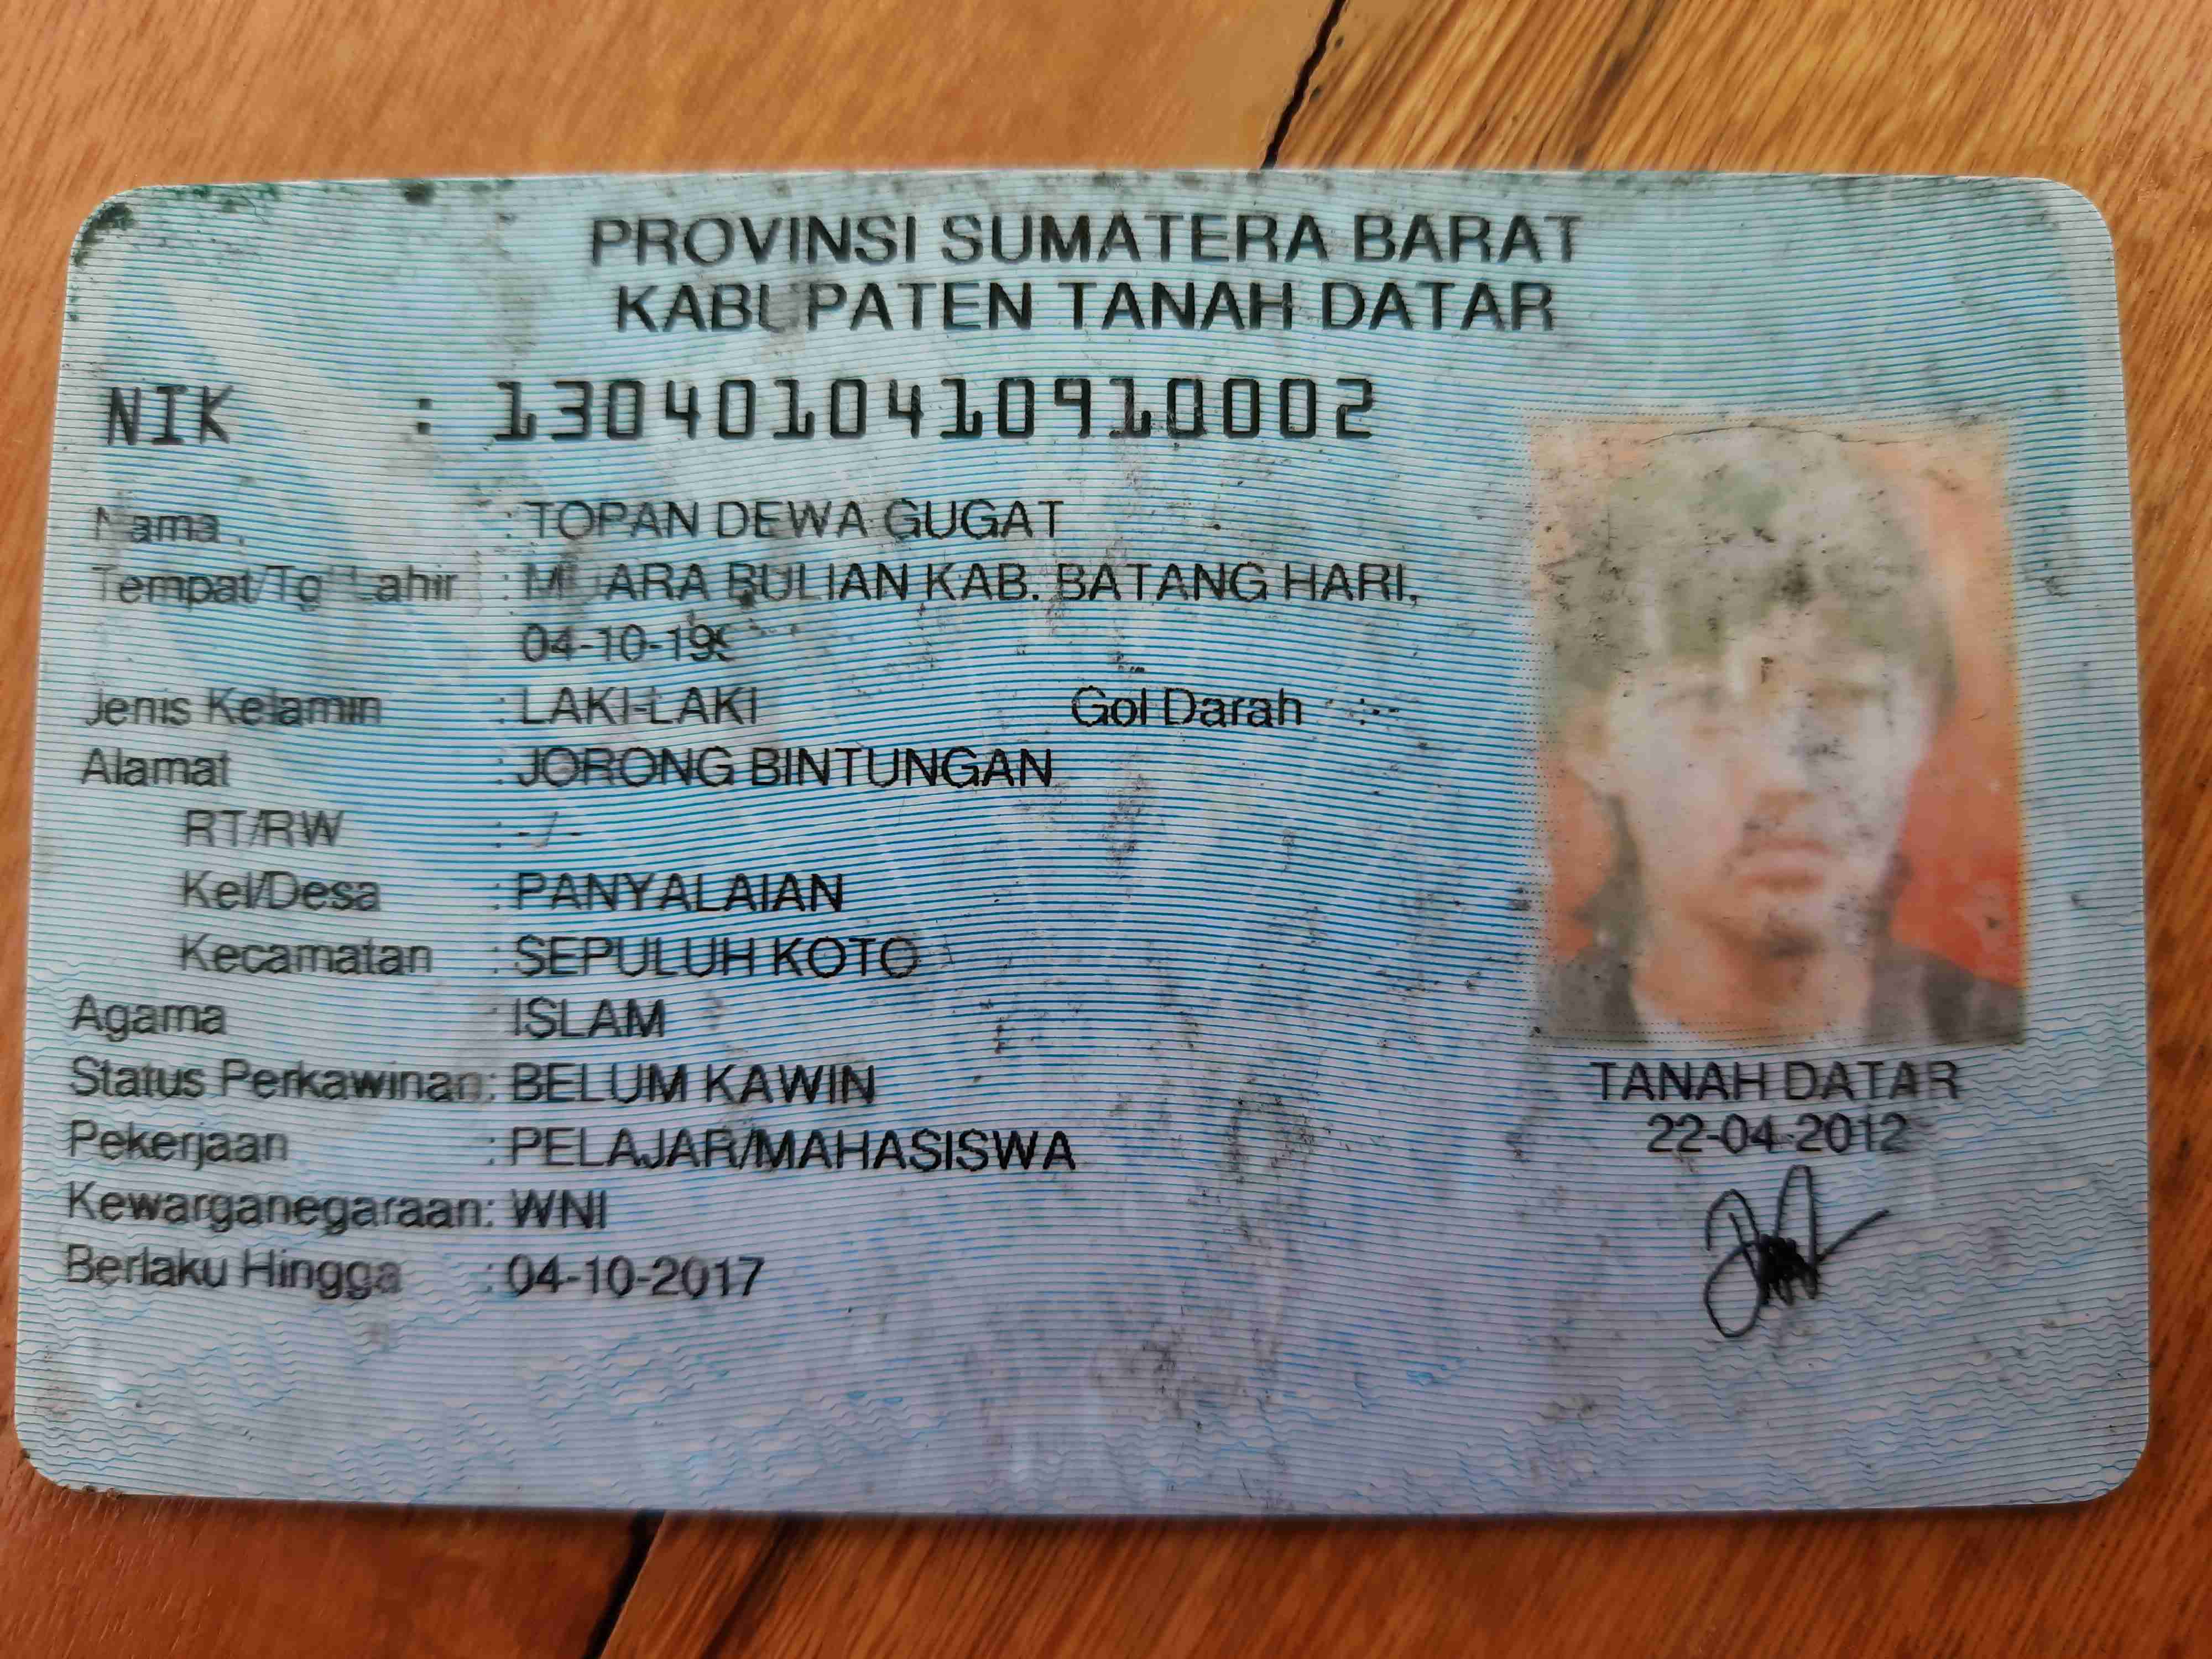 PROVINSI SUMATERA BARAT
KABUPATEN TANAH DATAR
NIK : 1304010410910002
Nama : TOPAN DEWA GUGAT
Tempat/Tgl Lahir : MUARA BULIAN KAB. BATANG HARI,
04-10-199
Jenis Kelamin : LAKI-LAKI Gol Darah : -
Alamat : JORONG BINTUNGAN
RT/RW : -/-
Kel/Desa : PANYALAIAN
Kecamatan : SEPULUH KOTO
Agama : ISLAM
Status Perkawinan: BELUM KAWIN
Pekerjaan : PELAJAR/MAHASISWA
Kewarganegaraan: WNI
Berlaku Hingga : 04-10-2017
TANAH DATAR
22-04-2012